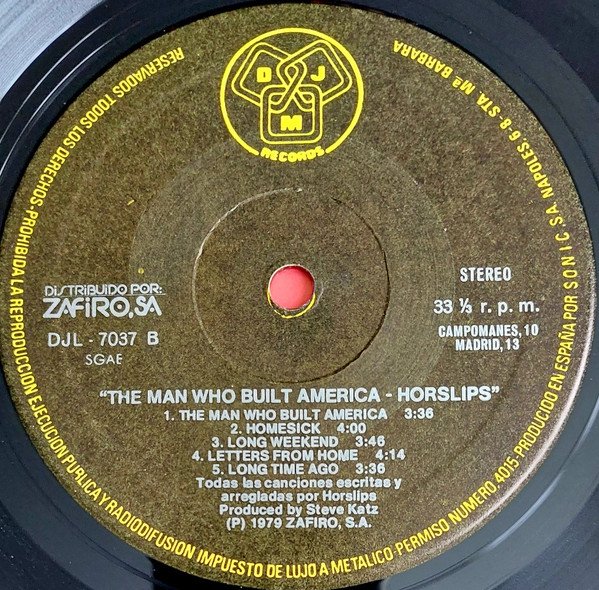 D J
M
RECORDS
RESERVADOS TODOS LOS DERECHOS-PROHIBIDA LA REPRODUCCION EJECUCION PUPLICA Y RADIODIFUSION IMPUESTO DE LUJO A METALICO-PERMISO NUMERO, 4015 PRODUCIDO EN ESPAÑA POR S O N I C S A. NAPOLES, 6-8-STA. Mª BARBARA
DISTRIBUIDO POR:
ZAFIRO, SA
DJL - 7037 B
SGAE
STEREO
33 ⅓ r. p. m.
CAMPOMANES, 10
MADRID, 13
"THE MAN WHO BUILT AMERICA - HORSLIPS"
1. THE MAN WHO BUILT AMERICA 3:36
2. HOMESICK 4:00
3. LONG WEEKEND 3:46
4. LETTERS FROM HOME 4:14
5. LONG TIME AGO 3:36
Todas las canciones escritas y
arregladas por Horslips
Produced by Steve Katz
(P) 1979 ZAFIRO, S.A.